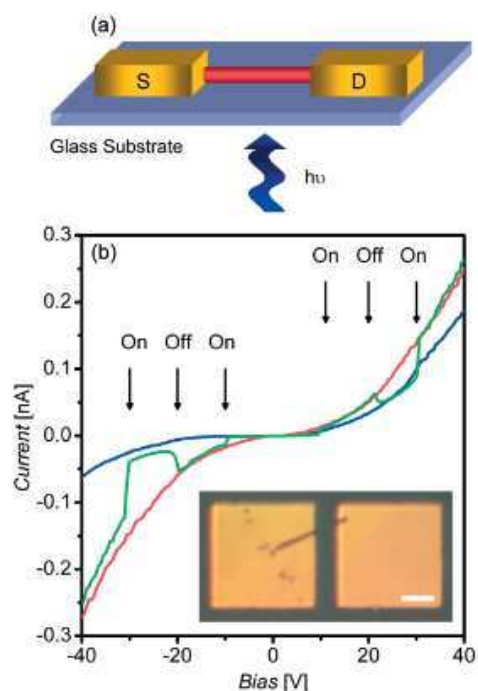 (a)
S
D
Glass Substrate
hυ
(b)
On Off On
On Off On
0.3
0.2
0.1
0.0
-0.1
-0.2
-0.3
Current [nA]
-40 -20 0 20 40
Bias [V]